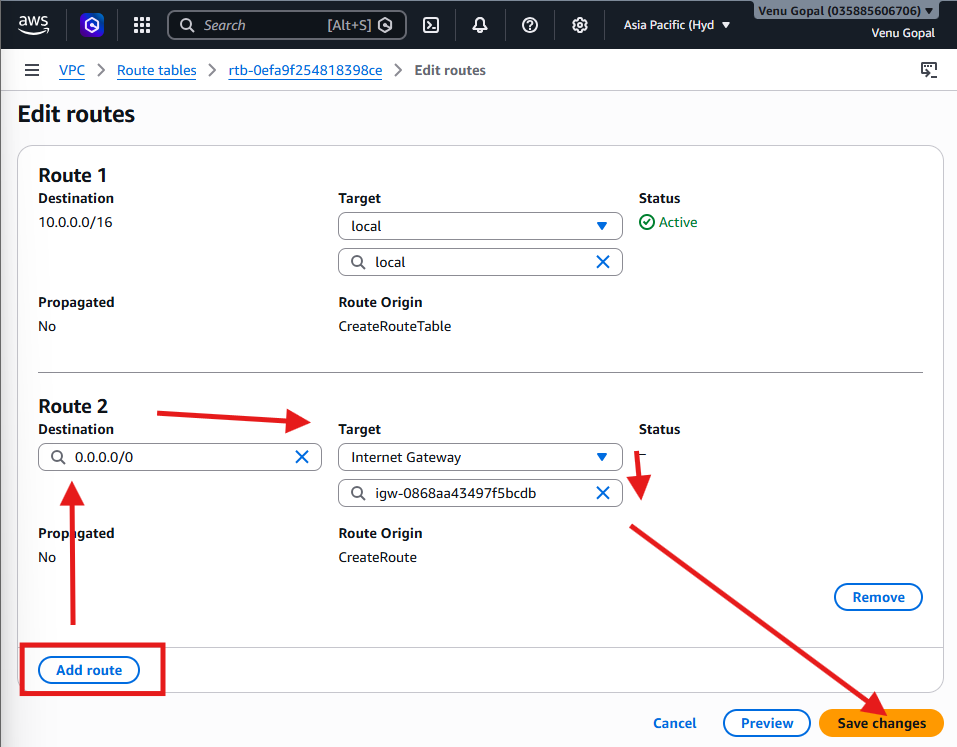 aws
Search [Alt+S]
Asia Pacific (Hyd
Venu Gopal (035885606706)
Venu Gopal
VPC > Route tables > rtb-0efa9f254818398ce > Edit routes
Edit routes
Route 1
Destination Target Status
10.0.0.0/16 local Active
local
Propagated Route Origin
No CreateRouteTable
Route 2
Destination Target Status
0.0.0.0/0 Internet Gateway –
igw-0868aa43497f5bcdb
Propagated Route Origin
No CreateRoute
Remove
Add route
Cancel Preview Save changes